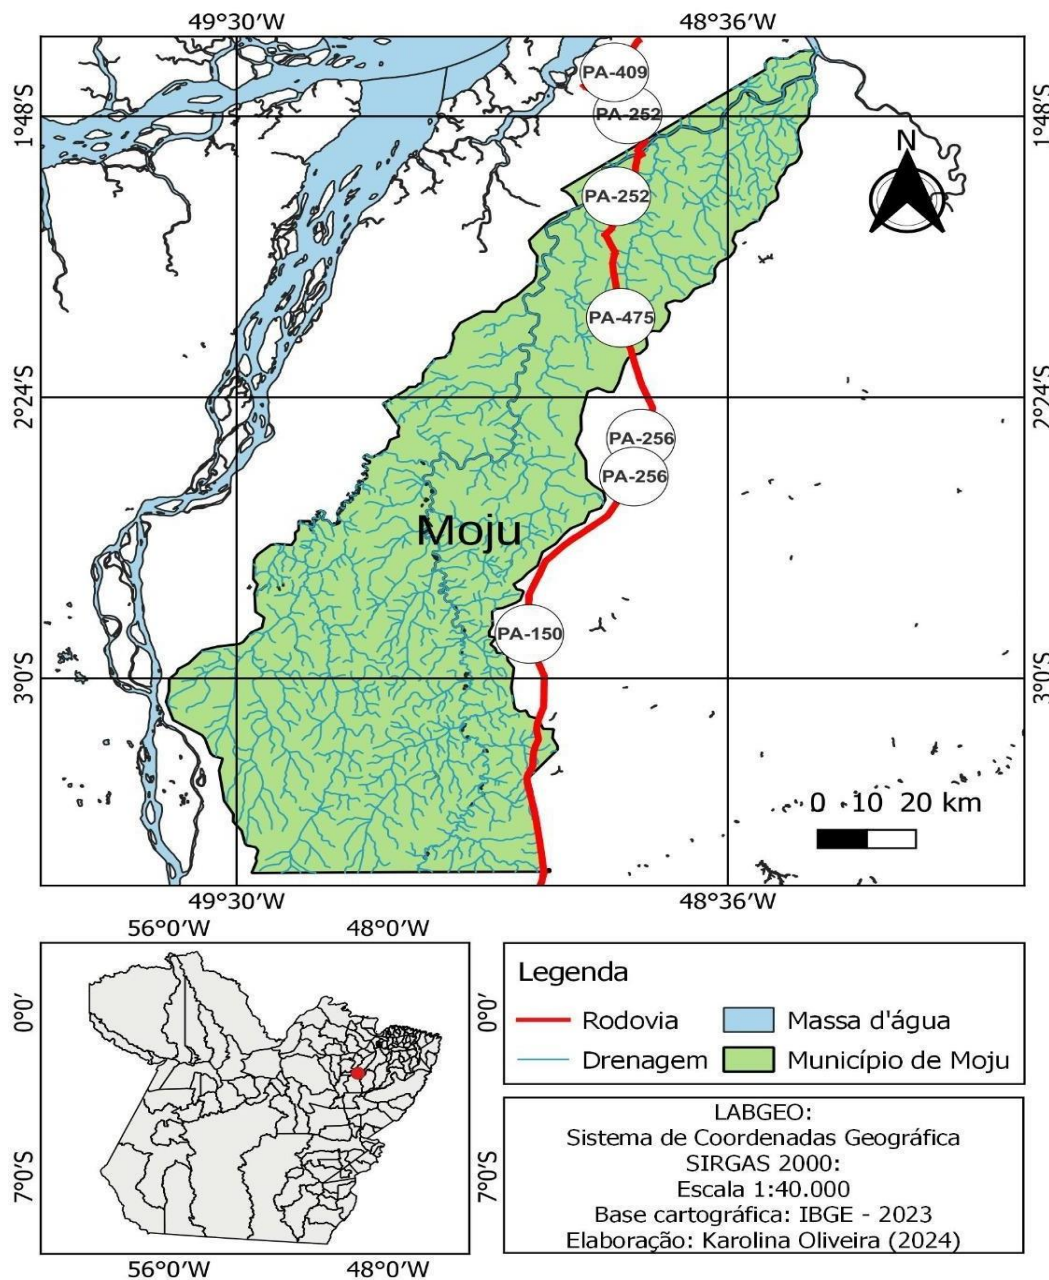 49°30′W 48°36′W
PA-409
1°48′S 1°48′S
PA-252
N
PA-252
PA-475
2°24′S 2°24′S
PA-256
PA-256
Moju
PA-150
3°0′S 3°0′S
0 10 20 km
49°30′W 48°36′W
56°0′W 48°0′W
0°0′ 0°0′
7°0′S 7°0′S
56°0′W 48°0′W
Legenda
Rodovia Massa d'água
Drenagem Município de Moju
LABGEO:
Sistema de Coordenadas Geográfica
SIRGAS 2000:
Escala 1:40.000
Base cartográfica: IBGE - 2023
Elaboração: Karolina Oliveira (2024)